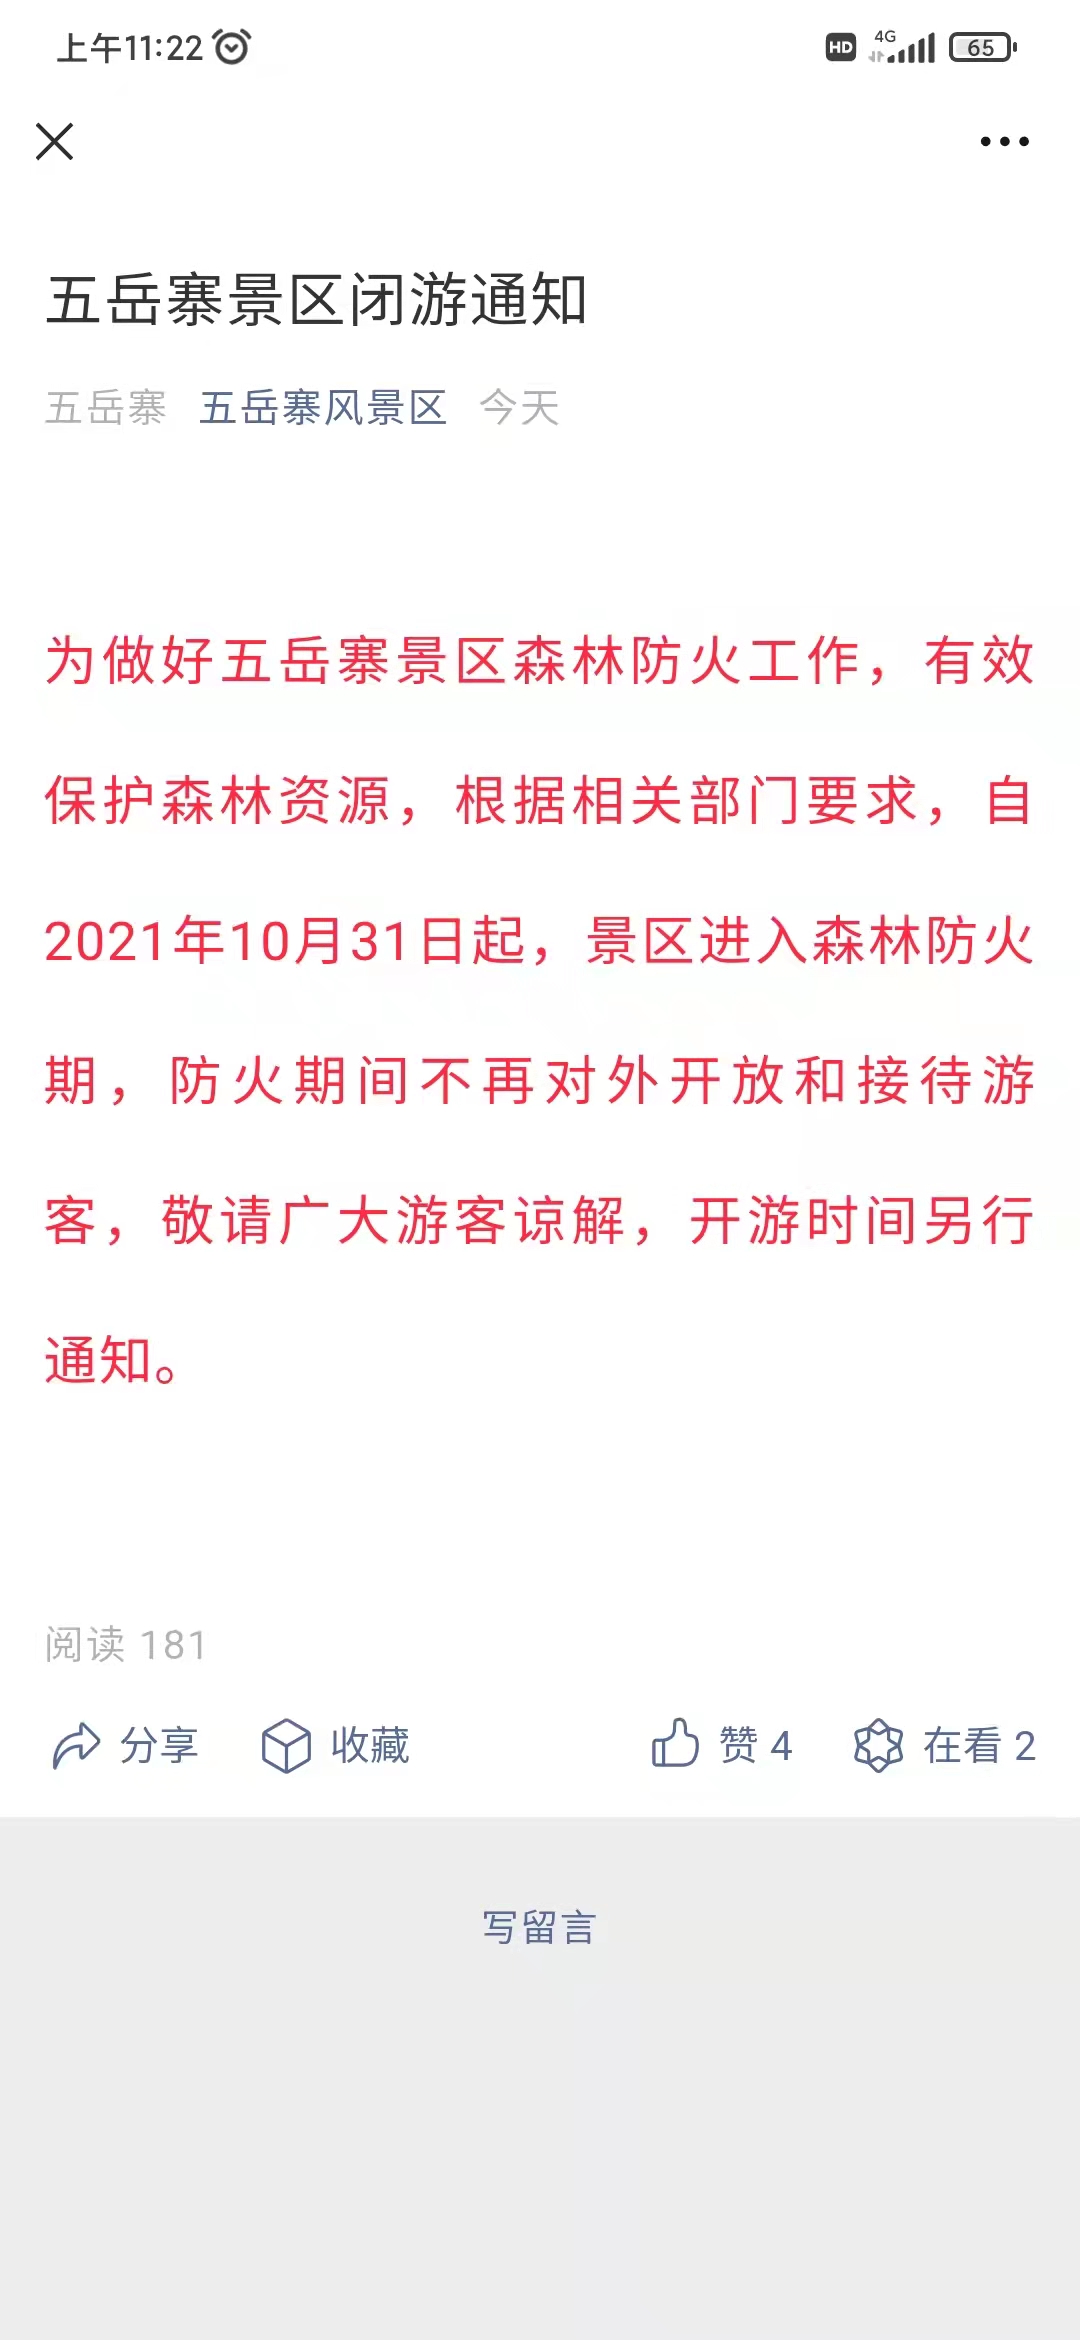 上午11:22
HD 4G 65
五岳寨景区闭游通知
五岳寨 五岳寨风景区 今天
为做好五岳寨景区森林防火工作，有效
保护森林资源，根据相关部门要求，自
2021年10月31日起，景区进入森林防火
期，防火期间不再对外开放和接待游
客，敬请广大游客谅解，开游时间另行
通知。
阅读 181
分享 收藏 赞 4 在看 2
写留言